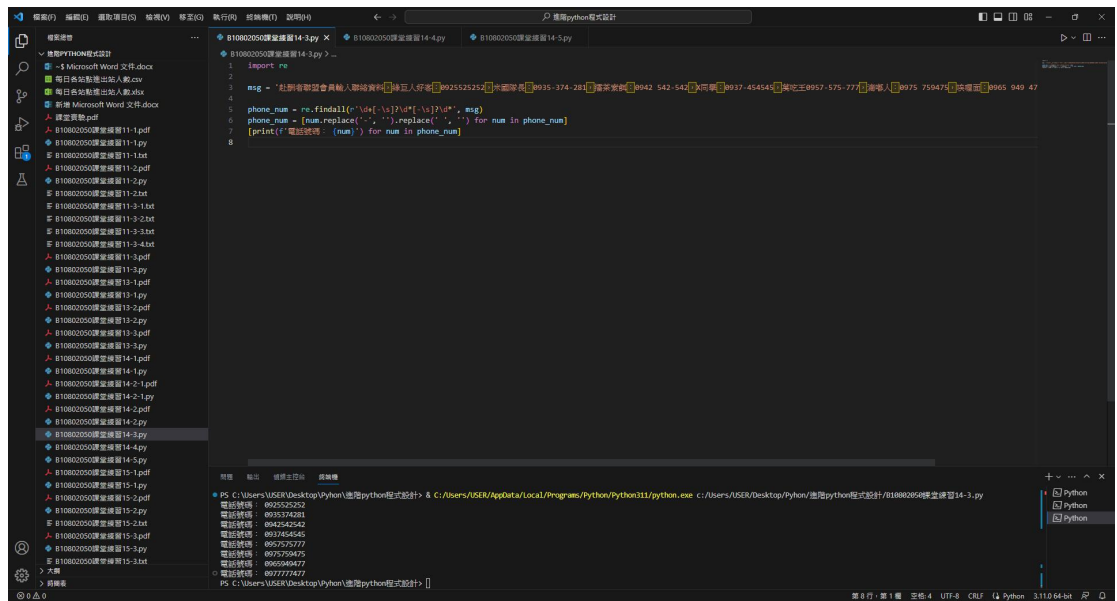 檔案(F) 編輯(E) 選取項目(S) 檢視(V) 移至(G) 執行(R) 終端機(T) 說明(H)
進階python程式設計
檔案總管
進階PYTHON程式設計
~$ Microsoft Word 文件.docx
每日各站點進出站人數.csv
每日各站點進出站人數.xlsx
新增 Microsoft Word 文件.docx
課堂實驗.pdf
B10802050課堂練習11-1.pdf
B10802050課堂練習11-1.py
B10802050課堂練習11-1.txt
B10802050課堂練習11-2.pdf
B10802050課堂練習11-2.py
B10802050課堂練習11-2.txt
B10802050課堂練習11-3-1.txt
B10802050課堂練習11-3-2.txt
B10802050課堂練習11-3-3.txt
B10802050課堂練習11-3-4.txt
B10802050課堂練習11-3.pdf
B10802050課堂練習11-3.py
B10802050課堂練習13-1.pdf
B10802050課堂練習13-1.py
B10802050課堂練習13-2.pdf
B10802050課堂練習13-2.py
B10802050課堂練習13-3.pdf
B10802050課堂練習13-3.py
B10802050課堂練習14-1.pdf
B10802050課堂練習14-1.py
B10802050課堂練習14-2-1.pdf
B10802050課堂練習14-2-1.py
B10802050課堂練習14-2.pdf
B10802050課堂練習14-2.py
B10802050課堂練習14-3.py
B10802050課堂練習14-4.py
B10802050課堂練習14-5.py
B10802050課堂練習15-1.pdf
B10802050課堂練習15-1.py
B10802050課堂練習15-2.pdf
B10802050課堂練習15-2.py
B10802050課堂練習15-2.txt
B10802050課堂練習15-3.pdf
B10802050課堂練習15-3.py
B10802050課堂練習15-3.txt
大綱
時間表
B10802050課堂練習14-3.py B10802050課堂練習14-4.py B10802050課堂練習14-5.py
B10802050課堂練習14-3.py > ...
1 import re
2
3 msg = '聯盟會員輸入聯絡資料 0925525252 0935-374-281 0942 542-542 0937-454545 0957-575-777 0975 759475 0965 949 47
4
5 phone_num = re.findall(r'\d+[-\s]?\d*[-\s]?\d*', msg)
6 phone_num = [num.replace('-', '').replace(' ', '') for num in phone_num]
7 [print(f'電話號碼： {num}') for num in phone_num]
8
問題 輸出 偵錯主控台 終端機
PS C:\Users\USER\Desktop\Pyhon\進階python程式設計> & C:/Users/USER/AppData/Local/Programs/Python/Python311/python.exe c:/Users/USER/Desktop/Pyhon/進階python程式設計/B10802050課堂練習14-3.py
電話號碼： 0925525252
電話號碼： 0935374281
電話號碼： 0942542542
電話號碼： 0937454545
電話號碼： 0957575777
電話號碼： 0975759475
電話號碼： 0965949477
電話號碼： 0977777477
PS C:\Users\USER\Desktop\Pyhon\進階python程式設計>
Python
Python
Python
0 0 第 8 行，第 1 欄 空格: 4 UTF-8 CRLF Python 3.11.0 64-bit